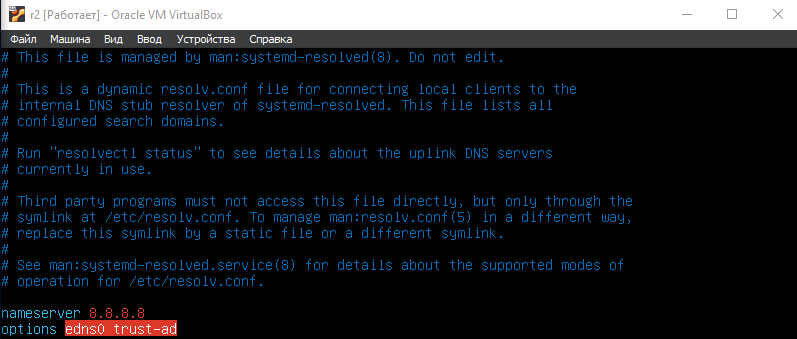 r2 [Работает] - Oracle VM VirtualBox
Файл Машина Вид Ввод Устройства Справка
# This file is managed by man:systemd-resolved(8). Do not edit.
#
# This is a dynamic resolv.conf file for connecting local clients to the
# internal DNS stub resolver of systemd-resolved. This file lists all
# configured search domains.
#
# Run "resolvectl status" to see details about the uplink DNS servers
# currently in use.
#
# Third party programs must not access this file directly, but only through the
# symlink at /etc/resolv.conf. To manage man:resolv.conf(5) in a different way,
# replace this symlink by a static file or a different symlink.
#
# See man:systemd-resolved.service(8) for details about the supported modes of
# operation for /etc/resolv.conf.
nameserver 8.8.8.8
options edns0 trust-ad